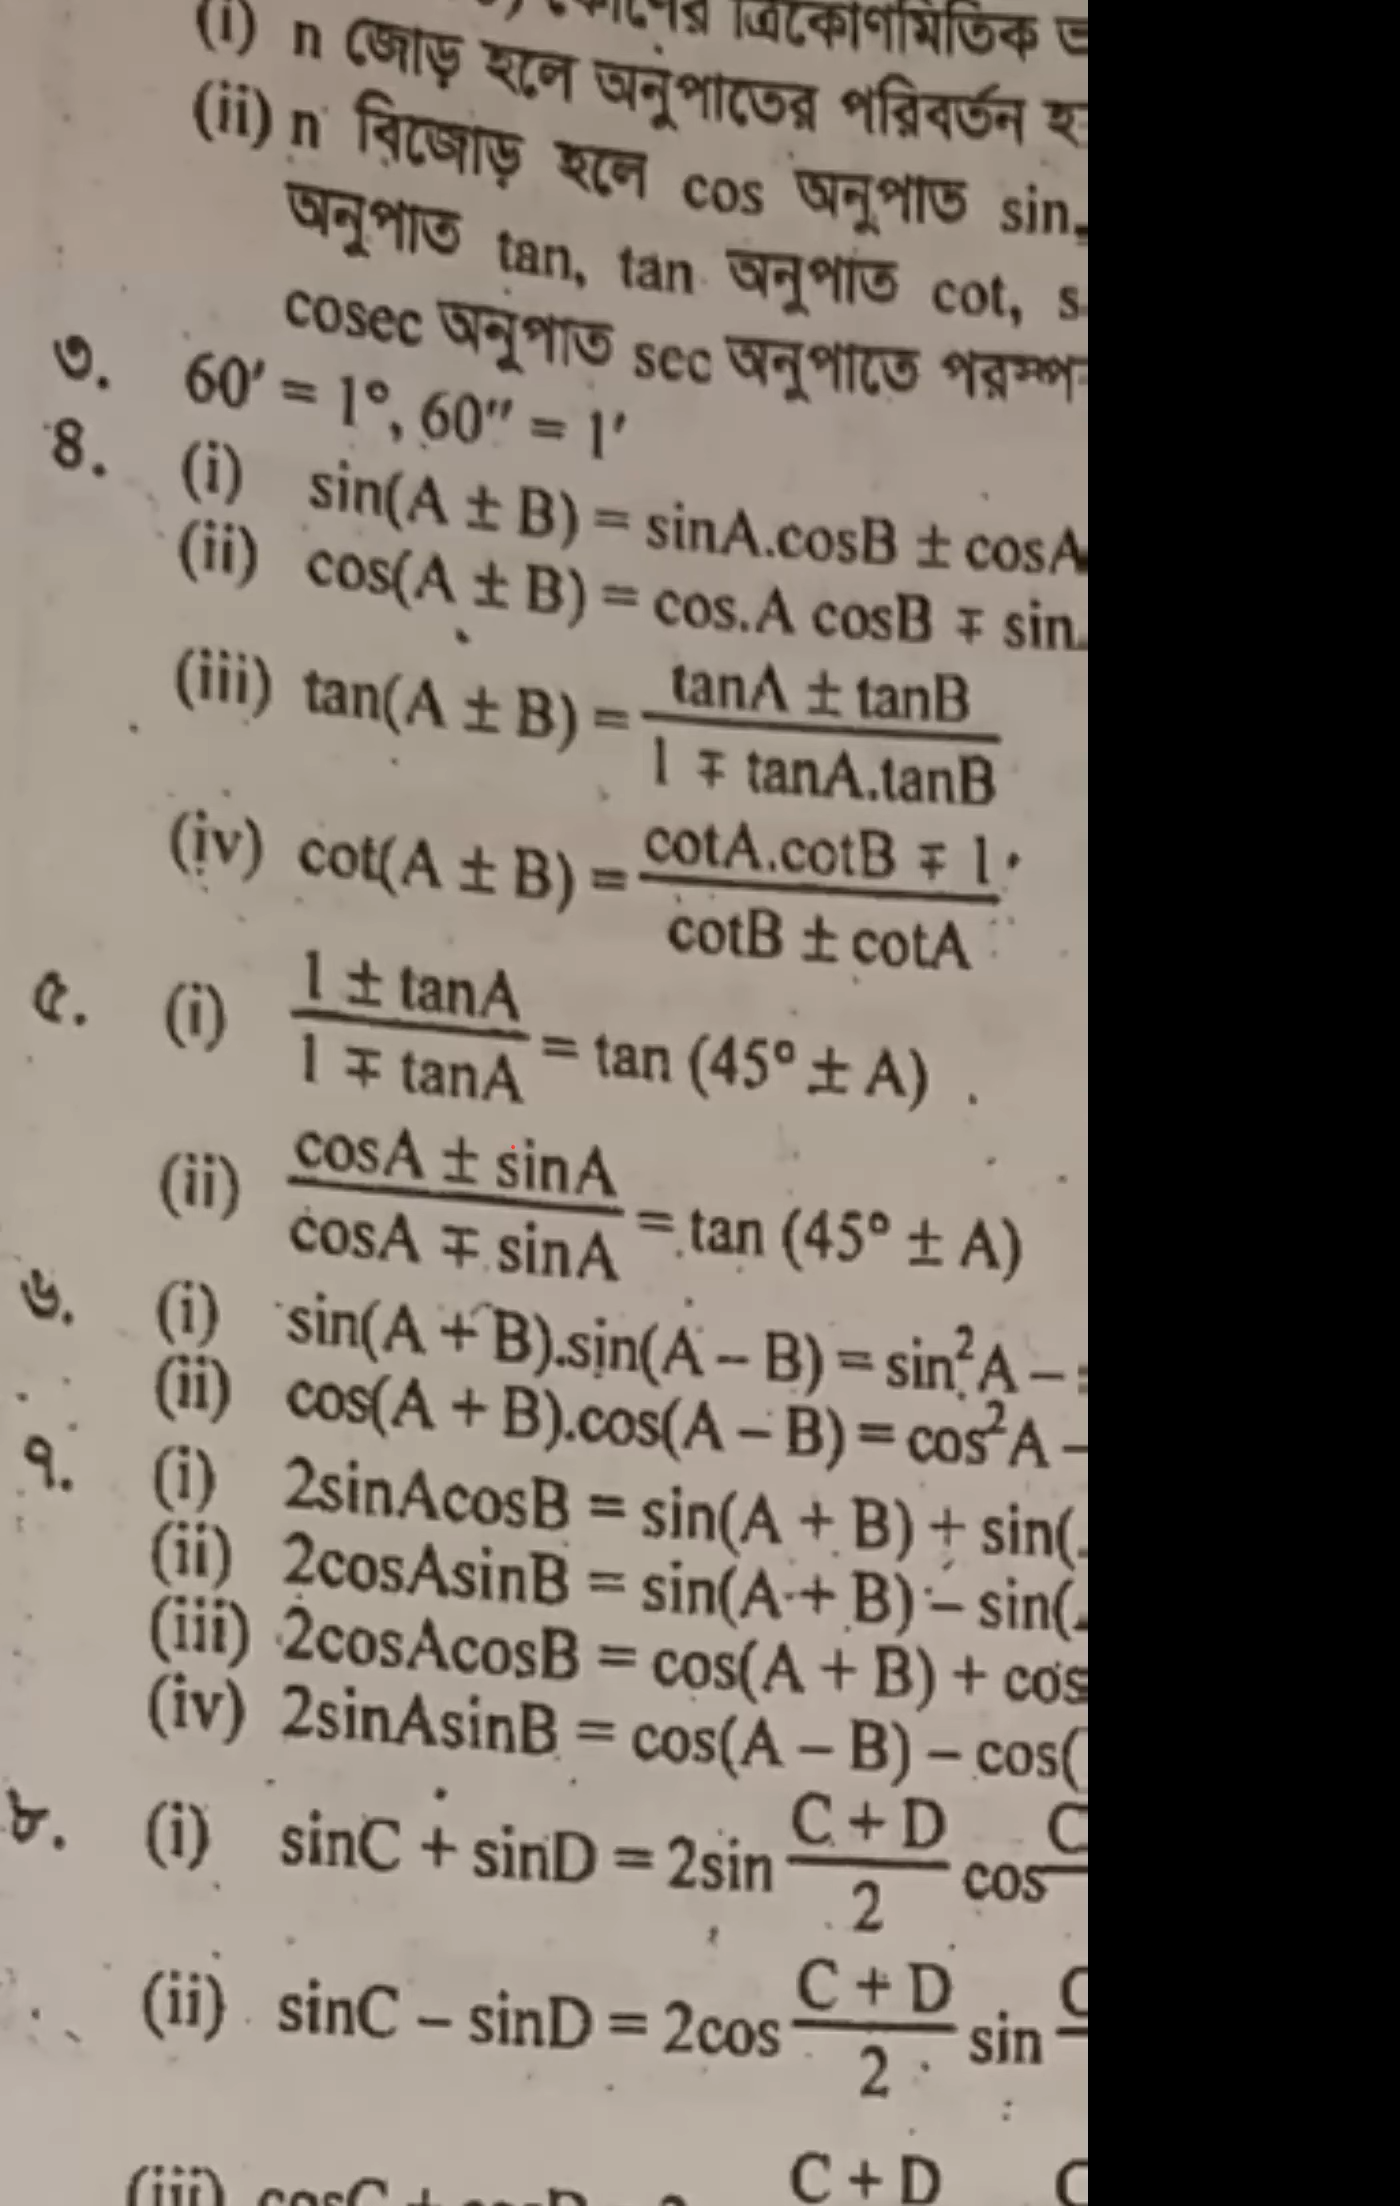 ত্রিকোণমিতিক
(i) n জোড় হলে অনুপাতের পরিবর্তন
(ii) n বিজোড় হলে cos অনুপাত sin,
অনুপাত tan, tan অনুপাত cot,
cosec অনুপাত sec অনুপাতে
৩. 60′ = 1°, 60″ = 1′
৪. (i) sin(A ± B) = sinA.cosB ± cosA
(ii) cos(A ± B) = cos.A cosB ∓ sin
(iii) tan(A ± B) = (tanA ± tanB)/(1 ∓ tanA.tanB)
(iv) cot(A ± B) = (cotA.cotB ∓ 1)/(cotB ± cotA)
৫. (i) (1 ± tanA)/(1 ∓ tanA) = tan (45° ± A)
(ii) (cosA ± sinA)/(cosA ∓ sinA) = tan (45° ± A)
৬. (i) sin(A + B).sin(A – B) = sin²A –
(ii) cos(A + B).cos(A – B) = cos²A –
৭. (i) 2sinAcosB = sin(A + B) + sin(
(ii) 2cosAsinB = sin(A + B) – sin(
(iii) 2cosAcosB = cos(A + B) + cos
(iv) 2sinAsinB = cos(A – B) – cos(
৮. (i) sinC + sinD = 2sin (C + D)/2 cos C
(ii) sinC – sinD = 2cos (C + D)/2 sin C
(iii) cosC + C + D C